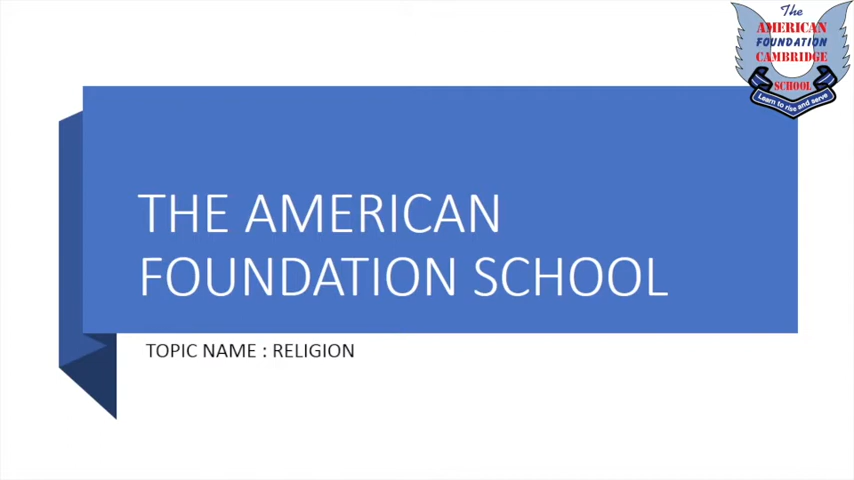 The
AMERICAN
FOUNDATION
CAMBRIDGE
SCHOOL
Learn to rise and serve
THE AMERICAN
FOUNDATION SCHOOL
TOPIC NAME : RELIGION